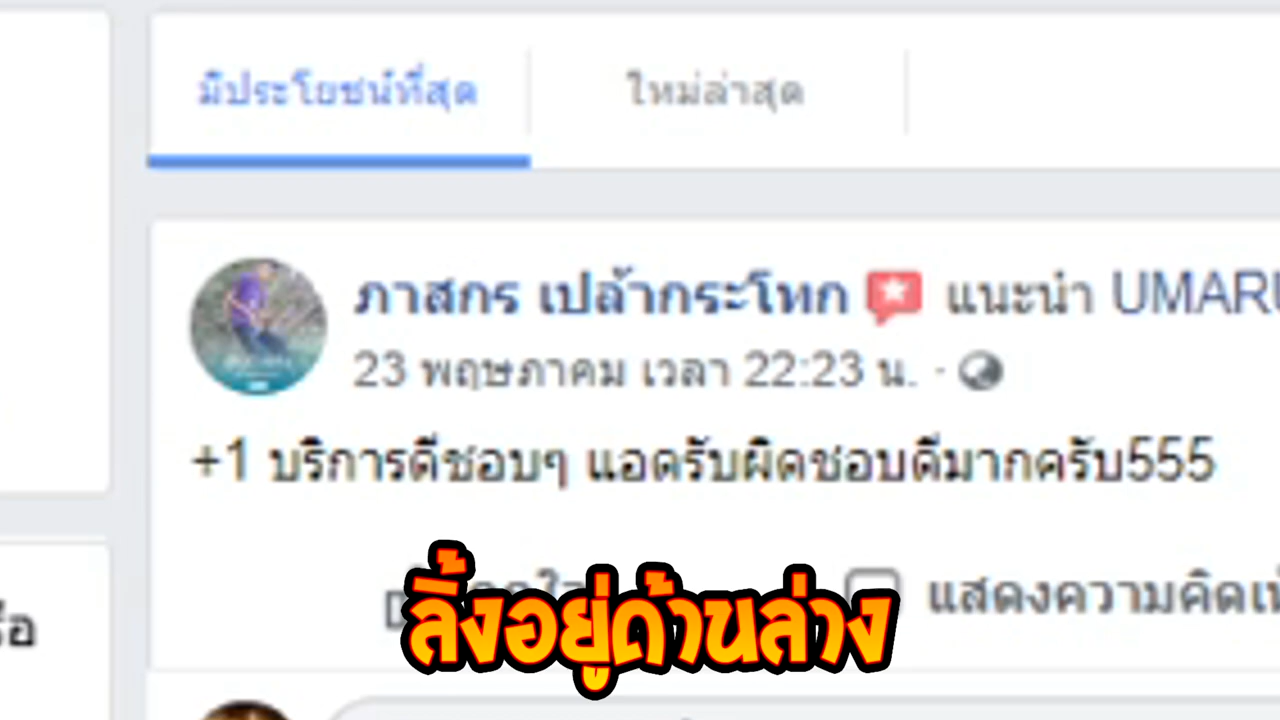 มีประโยชน์ที่สุด ใหม่ล่าสุด
ภาสกร เปล้ากระโทก แนะนำ UMAR
23 พฤษภาคม เวลา 22:23 น. ·
+1 บริการดีชอบๆ แอดรับผิดชอบดีมากครับ555
แสดงความคิดเ
ลิ้งอยู่ด้านล่าง